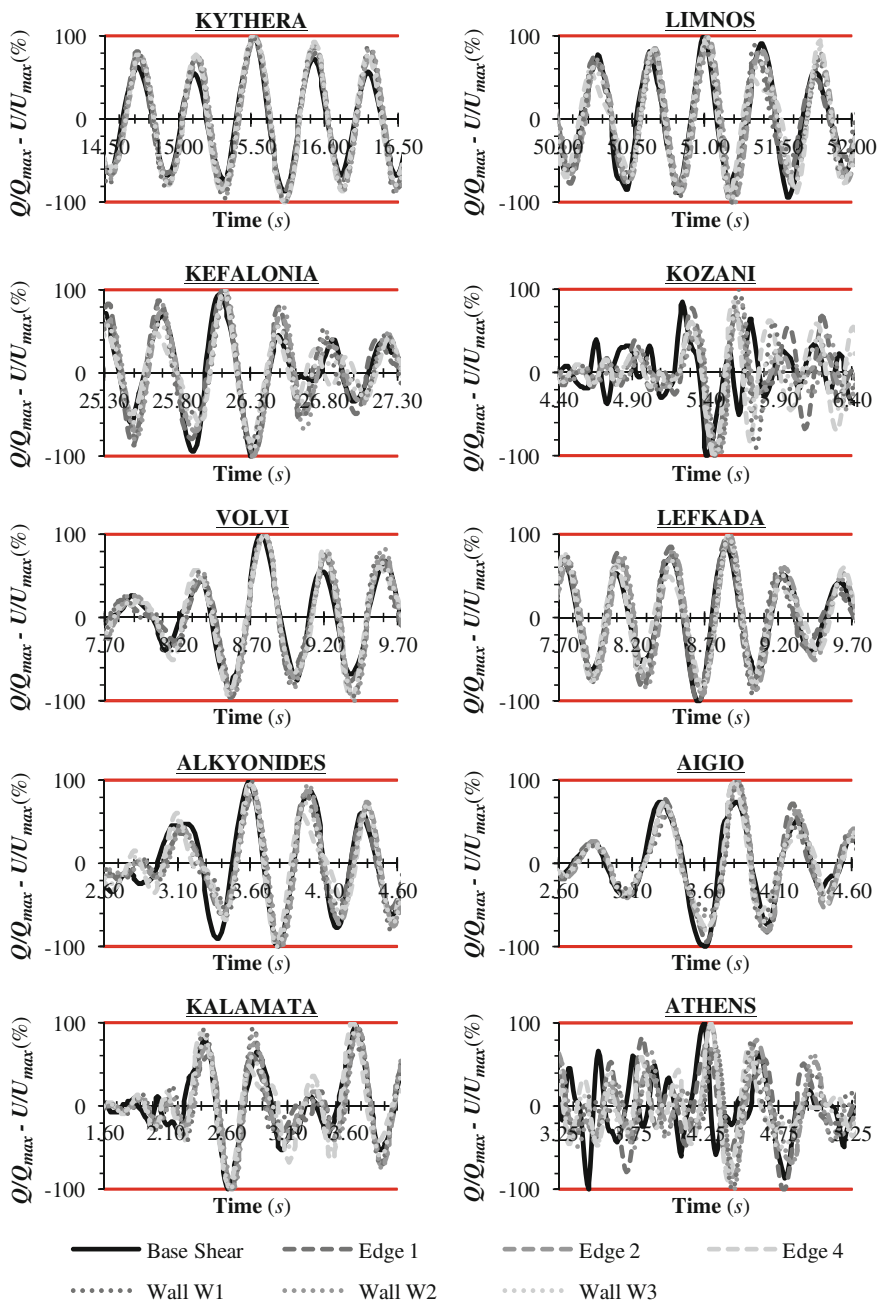 KYTHERA
Q/Qmax - U/Umax(%)
100
0
-100
14.50 15.00 15.50 16.00 16.50
Time (s)
LIMNOS
Q/Qmax - U/Umax(%)
100
0
-100
50.00 50.50 51.00 51.50 52.00
Time (s)
KEFALONIA
Q/Qmax - U/Umax(%)
100
0
-100
25.30 25.80 26.30 26.80 27.30
Time (s)
KOZANI
Q/Qmax - U/Umax(%)
100
0
-100
4.40 4.90 5.40 5.90 6.40
Time (s)
VOLVI
Q/Qmax - U/Umax(%)
100
0
-100
7.70 8.20 8.70 9.20 9.70
Time (s)
LEFKADA
Q/Qmax - U/Umax(%)
100
0
-100
7.70 8.20 8.70 9.20 9.70
Time (s)
ALKYONIDES
Q/Qmax - U/Umax(%)
100
0
-100
2.60 3.10 3.60 4.10 4.60
Time (s)
AIGIO
Q/Qmax - U/Umax(%)
100
0
-100
2.60 3.10 3.60 4.10 4.60
Time (s)
KALAMATA
Q/Qmax - U/Umax(%)
100
0
-100
1.60 2.10 2.60 3.10 3.60
Time (s)
ATHENS
Q/Qmax - U/Umax(%)
100
0
-100
3.25 3.75 4.25 4.75 5.25
Time (s)
Base Shear Edge 1 Edge 2 Edge 4
Wall W1 Wall W2 Wall W3